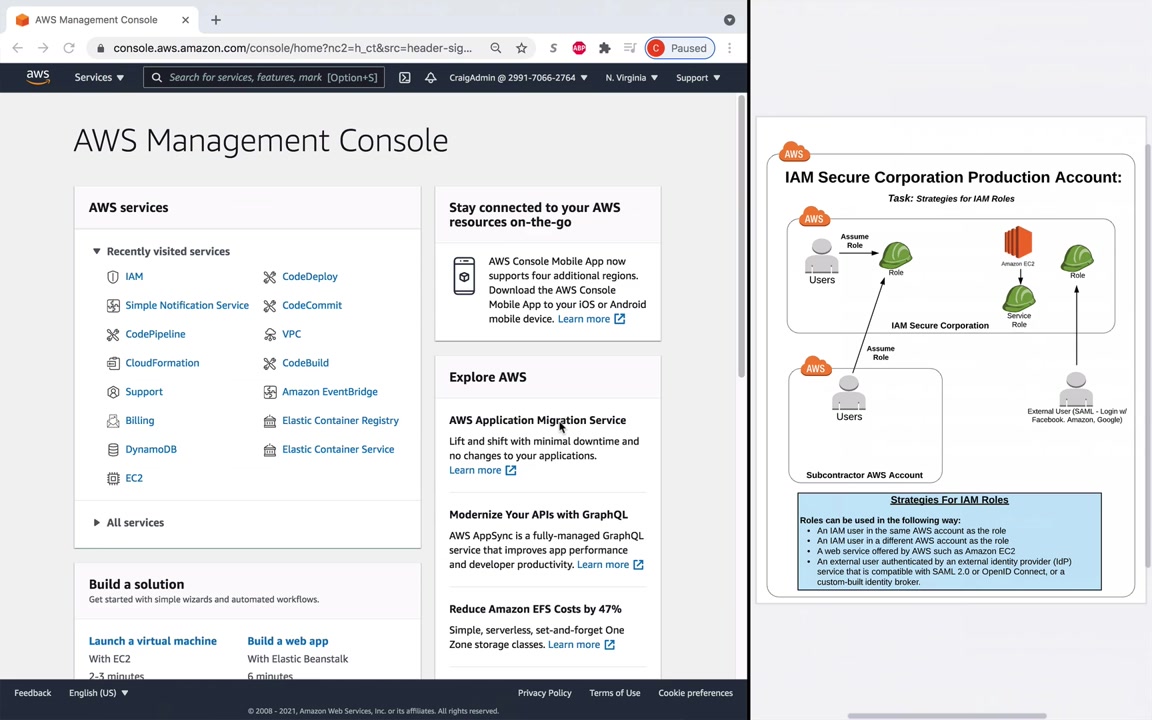 AWS Management Console
console.aws.amazon.com/console/home?nc2=h_ct&src=header-sig...
S
ABP
C Paused
aws
Services
Search for services, features, mark [Option+S]
CraigAdmin @ 2991-7066-2764
N. Virginia
Support
AWS Management Console
AWS services
Recently visited services
IAM
CodeDeploy
Simple Notification Service
CodeCommit
CodePipeline
VPC
CloudFormation
CodeBuild
Support
Amazon EventBridge
Billing
Elastic Container Registry
DynamoDB
Elastic Container Service
EC2
All services
Build a solution
Get started with simple wizards and automated workflows.
Launch a virtual machine
With EC2
2-3 minutes
Build a web app
With Elastic Beanstalk
6 minutes
Stay connected to your AWS
resources on-the-go
AWS Console Mobile App now
supports four additional regions.
Download the AWS Console
Mobile App to your iOS or Android
mobile device. Learn more
Explore AWS
AWS Application Migration Service
Lift and shift with minimal downtime and
no changes to your applications.
Learn more
Modernize Your APIs with GraphQL
AWS AppSync is a fully-managed GraphQL
service that improves app performance
and developer productivity. Learn more
Reduce Amazon EFS Costs by 47%
Simple, serverless, set-and-forget One
Zone storage classes. Learn more
Feedback
English (US)
Privacy Policy
Terms of Use
Cookie preferences
© 2008 - 2021, Amazon Web Services, Inc. or its affiliates. All rights reserved.
AWS
IAM Secure Corporation Production Account:
Task: Strategies for IAM Roles
AWS
Assume
Role
Users
Role
Amazon EC2
Service
Role
Role
IAM Secure Corporation
Assume
Role
AWS
Users
Subcontractor AWS Account
External User (SAML - Login w/
Facebook. Amazon, Google)
Strategies For IAM Roles
Roles can be used in the following way:
• An IAM user in the same AWS account as the role
• An IAM user in a different AWS account as the role
• A web service offered by AWS such as Amazon EC2
• An external user authenticated by an external identity provider (IdP)
service that is compatible with SAML 2.0 or OpenID Connect, or a
custom-built identity broker.